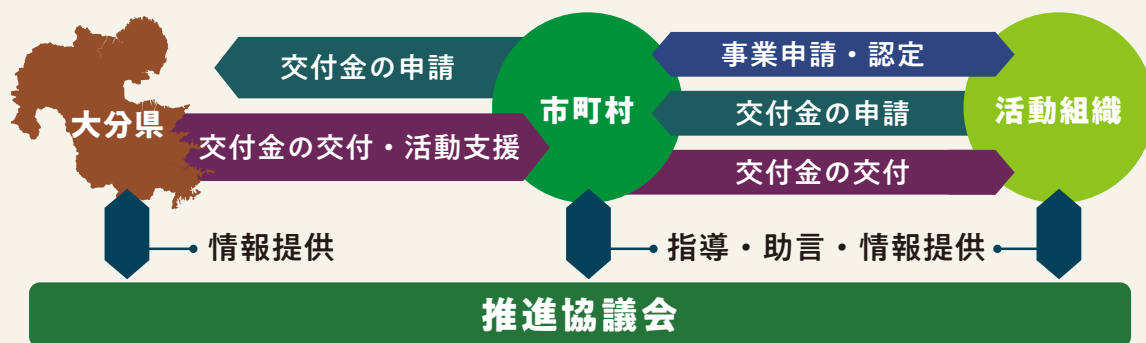 大分県
交付金の申請
交付金の交付・活動支援
市町村
事業申請・認定
交付金の申請
交付金の交付
活動組織
情報提供
指導・助言・情報提供
推進協議会